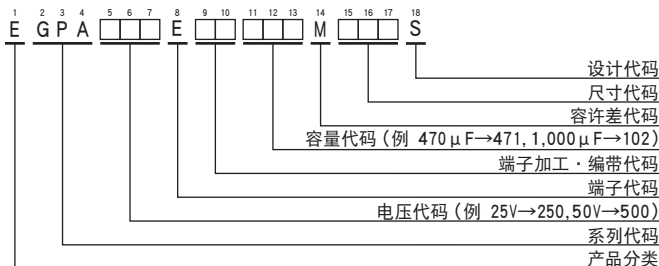 1 2 3 4 5 6 7 8 9 10 11 12 13 14 15 16 17 18
E G P A E M S
设计代码
尺寸代码
容许差代码
容量代码（例 470μF→471,1,000μF→102）
端子加工・编带代码
端子代码
电压代码（例 25V→250,50V→500）
系列代码
产品分类